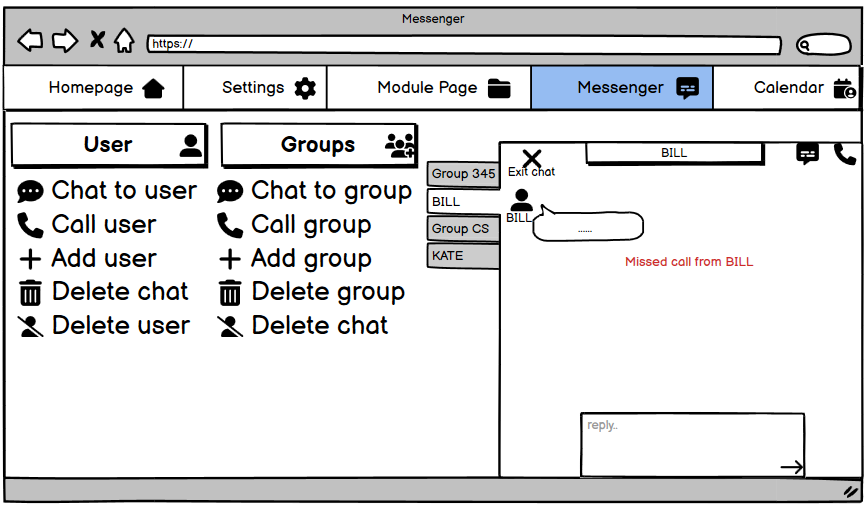 Messenger
https://
Homepage
Settings
Module Page
Messenger
Calendar
User
Chat to user
Call user
Add user
Delete chat
Delete user
Groups
Chat to group
Call group
Add group
Delete group
Delete chat
Group 345
BILL
Group CS
KATE
Exit chat
BILL
BILL
......
Missed call from BILL
reply..